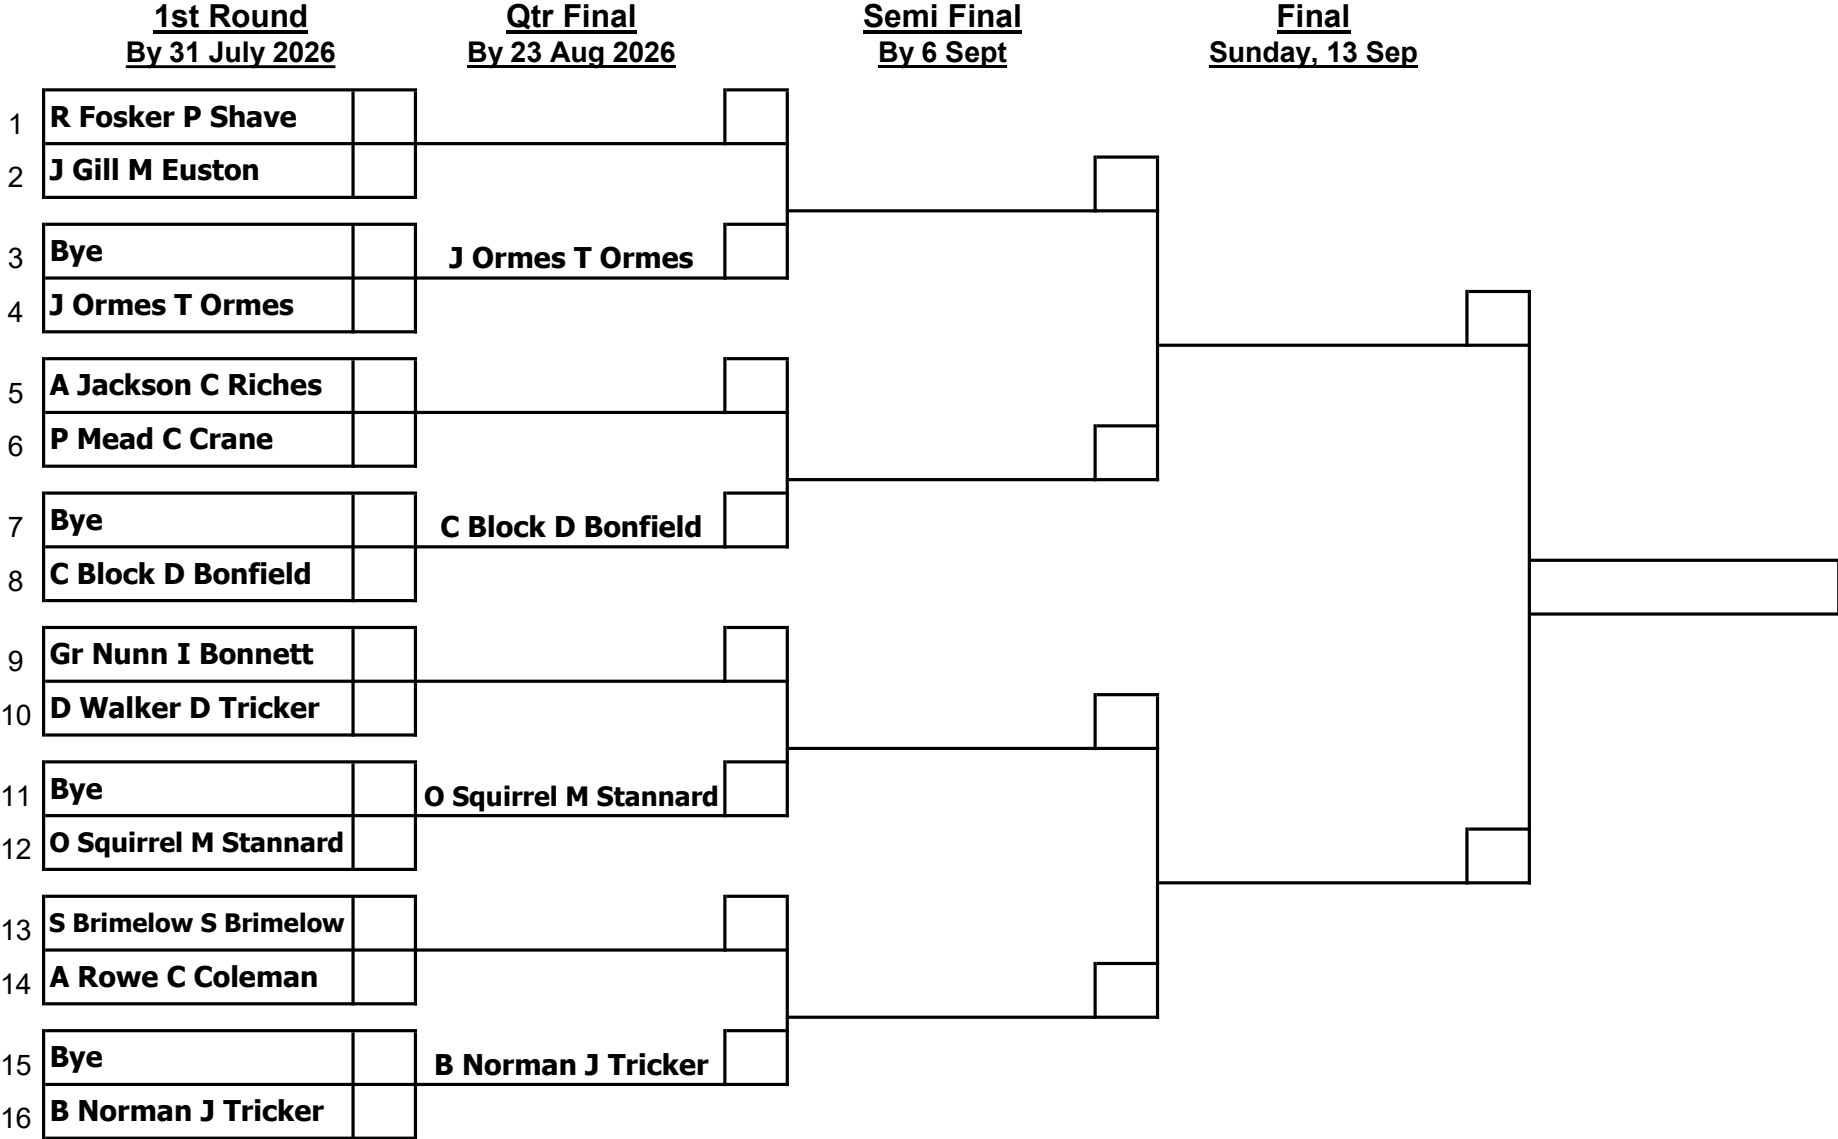 1st Round Qtr Final Semi Final Final
By 31 July 2026 By 23 Aug 2026 By 6 Sept Sunday, 13 Sep
1 R Fosker P Shave
2 J Gill M Euston
3 Bye J Ormes T Ormes
4 J Ormes T Ormes
5 A Jackson C Riches
6 P Mead C Crane
7 Bye C Block D Bonfield
8 C Block D Bonfield
9 Gr Nunn I Bonnett
10 D Walker D Tricker
11 Bye O Squirrel M Stannard
12 O Squirrel M Stannard
13 S Brimelow S Brimelow
14 A Rowe C Coleman
15 Bye B Norman J Tricker
16 B Norman J Tricker